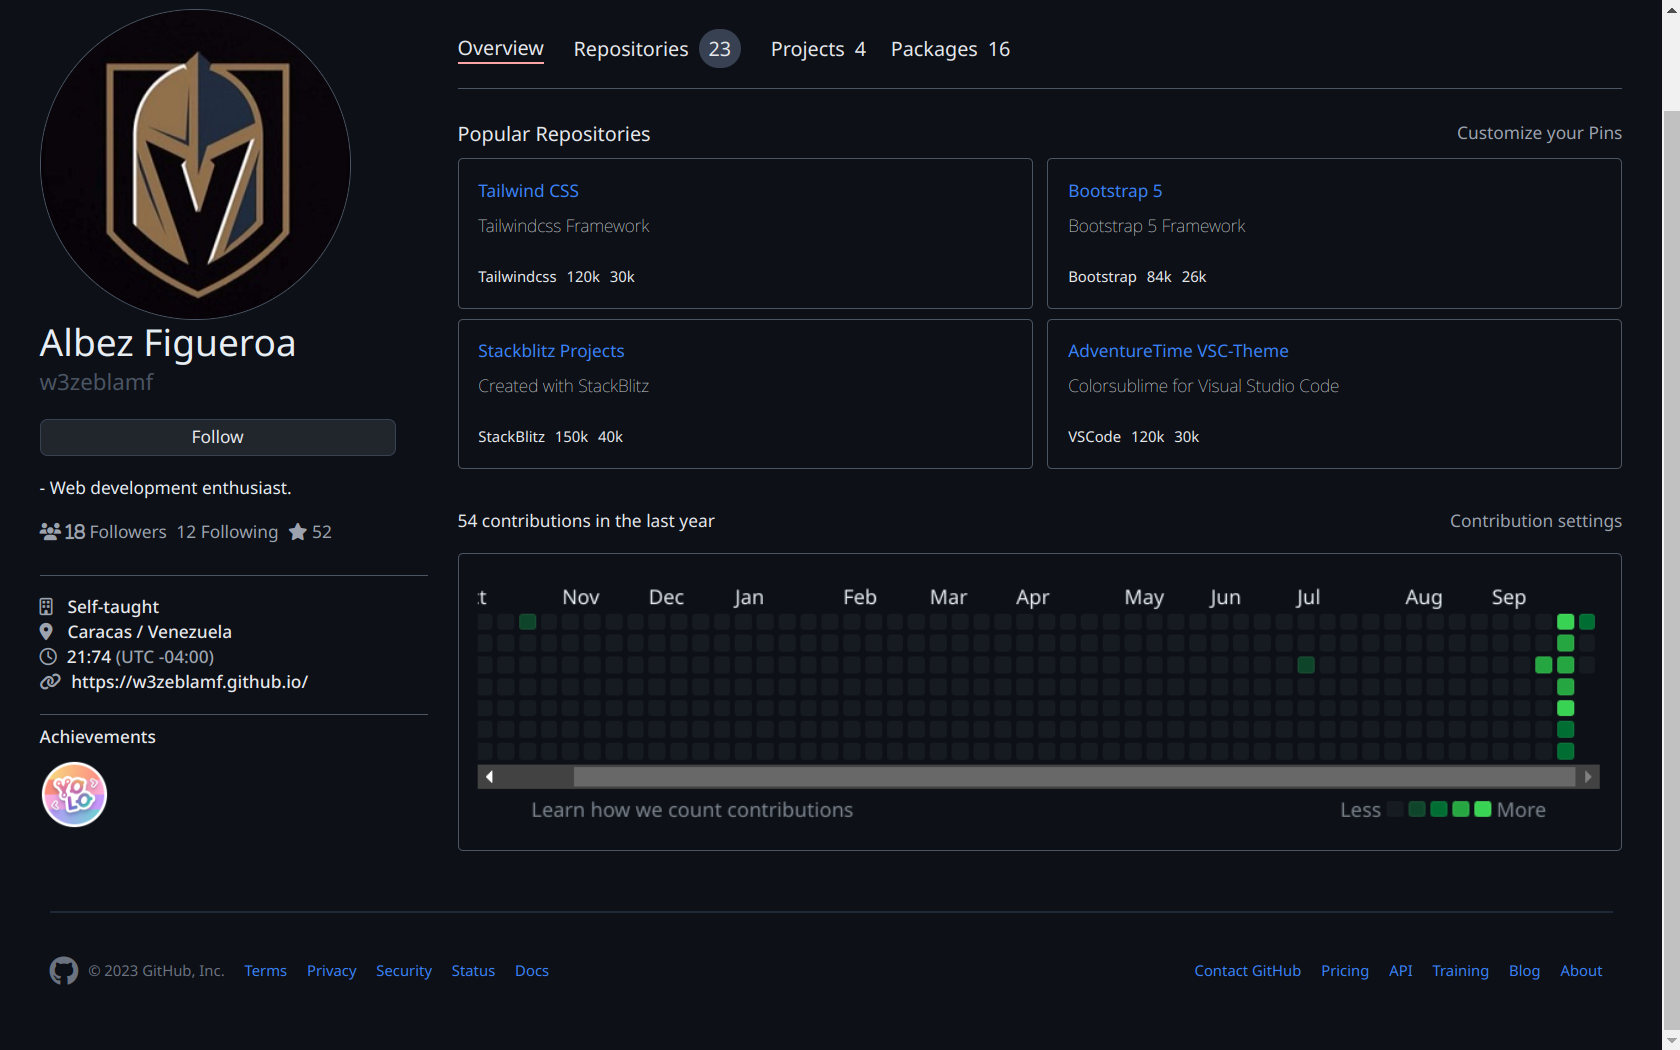 Overview Repositories 23 Projects 4 Packages 16
Albez Figueroa
w3zeblamf
Follow
- Web development enthusiast.
18 Followers 12 Following 52
Self-taught
Caracas / Venezuela
21:74 (UTC -04:00)
https://w3zeblamf.github.io/
Achievements
YOLO
Popular Repositories Customize your Pins
Tailwind CSS
Tailwindcss Framework
Tailwindcss 120k 30k
Bootstrap 5
Bootstrap 5 Framework
Bootstrap 84k 26k
Stackblitz Projects
Created with StackBlitz
StackBlitz 150k 40k
AdventureTime VSC-Theme
Colorsublime for Visual Studio Code
VSCode 120k 30k
54 contributions in the last year Contribution settings
t Nov Dec Jan Feb Mar Apr May Jun Jul Aug Sep
Learn how we count contributions Less More
© 2023 GitHub, Inc. Terms Privacy Security Status Docs Contact GitHub Pricing API Training Blog About